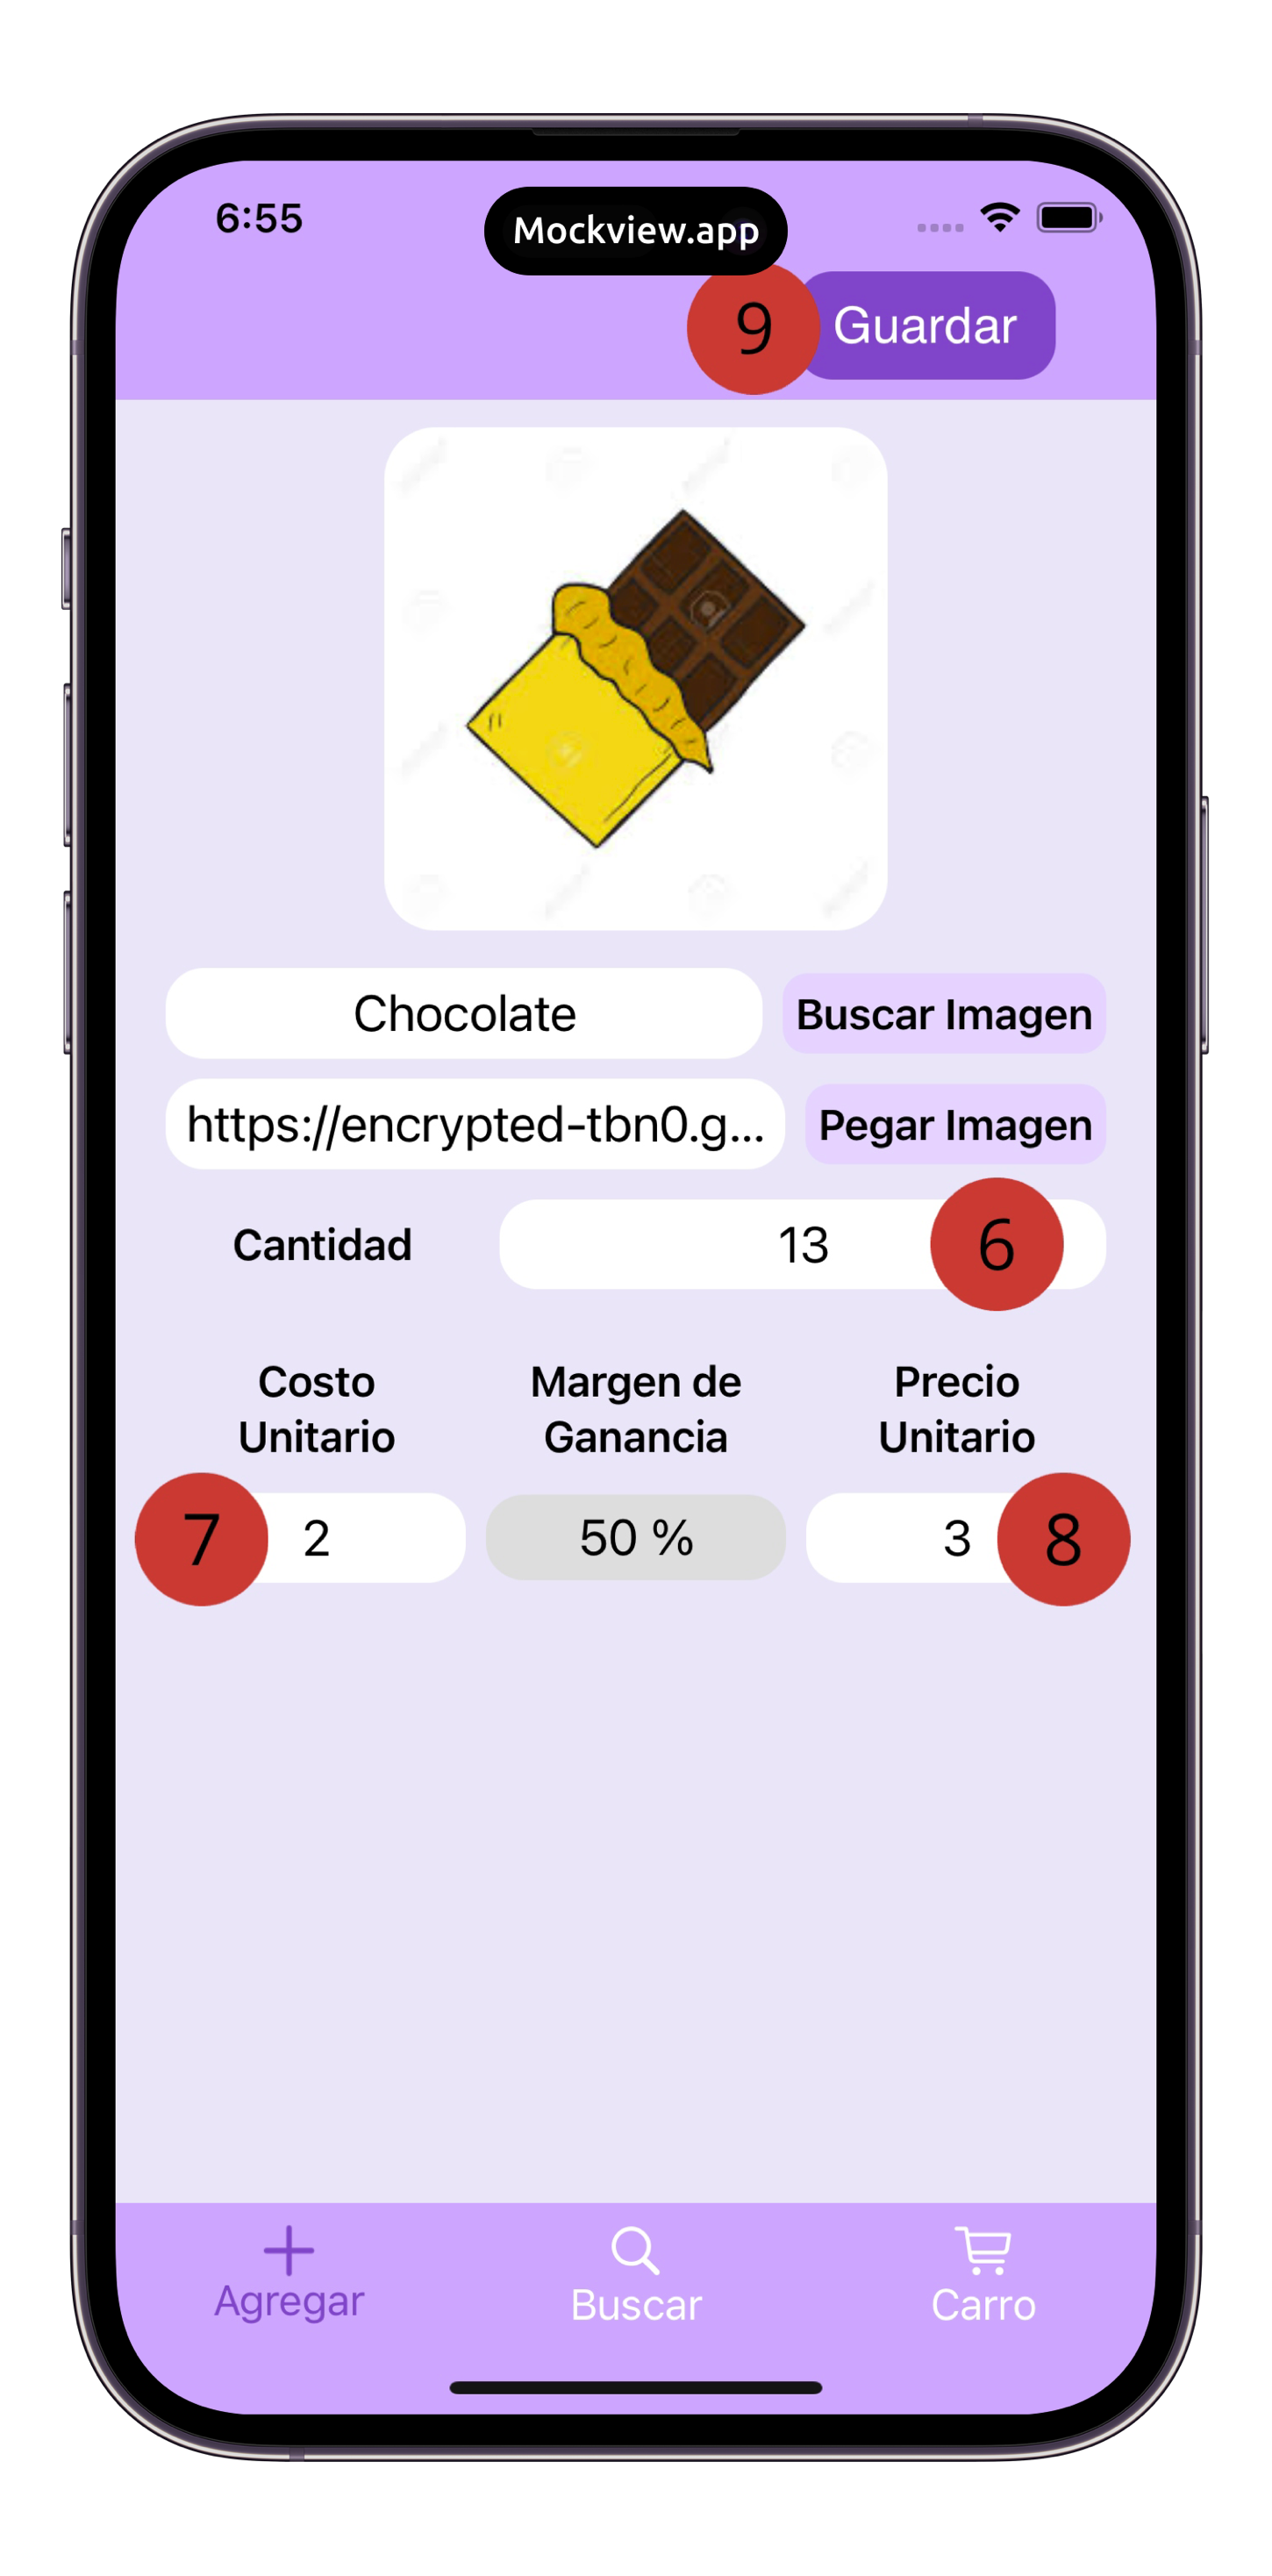 6:55
Mockview.app
9
Guardar
Chocolate
Buscar Imagen
https://encrypted-tbn0.g...
Pegar Imagen
Cantidad
13
6
Costo
Unitario
Margen de
Ganancia
Precio
Unitario
7
2
50 %
3
8
Agregar
Buscar
Carro